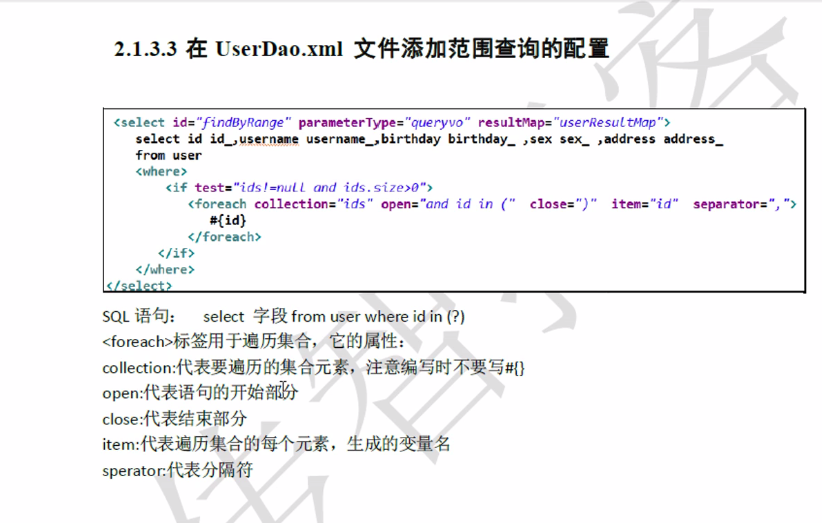 2.1.3.3 在 UserDao.xml 文件添加范围查询的配置
<select id="findByRange" parameterType="queryvo" resultMap="userResultMap">
select id id_,username username_,birthday birthday_ ,sex sex_ ,address address_
from user
<where>
<if test="ids!=null and ids.size>0">
<foreach collection="ids" open="and id in (" close=")" item="id" separator=",">
#{id}
</foreach>
</if>
</where>
</select>
SQL 语句： select 字段 from user where id in (?)
<foreach>标签用于遍历集合，它的属性：
collection:代表要遍历的集合元素，注意编写时不要写#{}
open:代表语句的开始部分
close:代表结束部分
item:代表遍历集合的每个元素，生成的变量名
sperator:代表分隔符